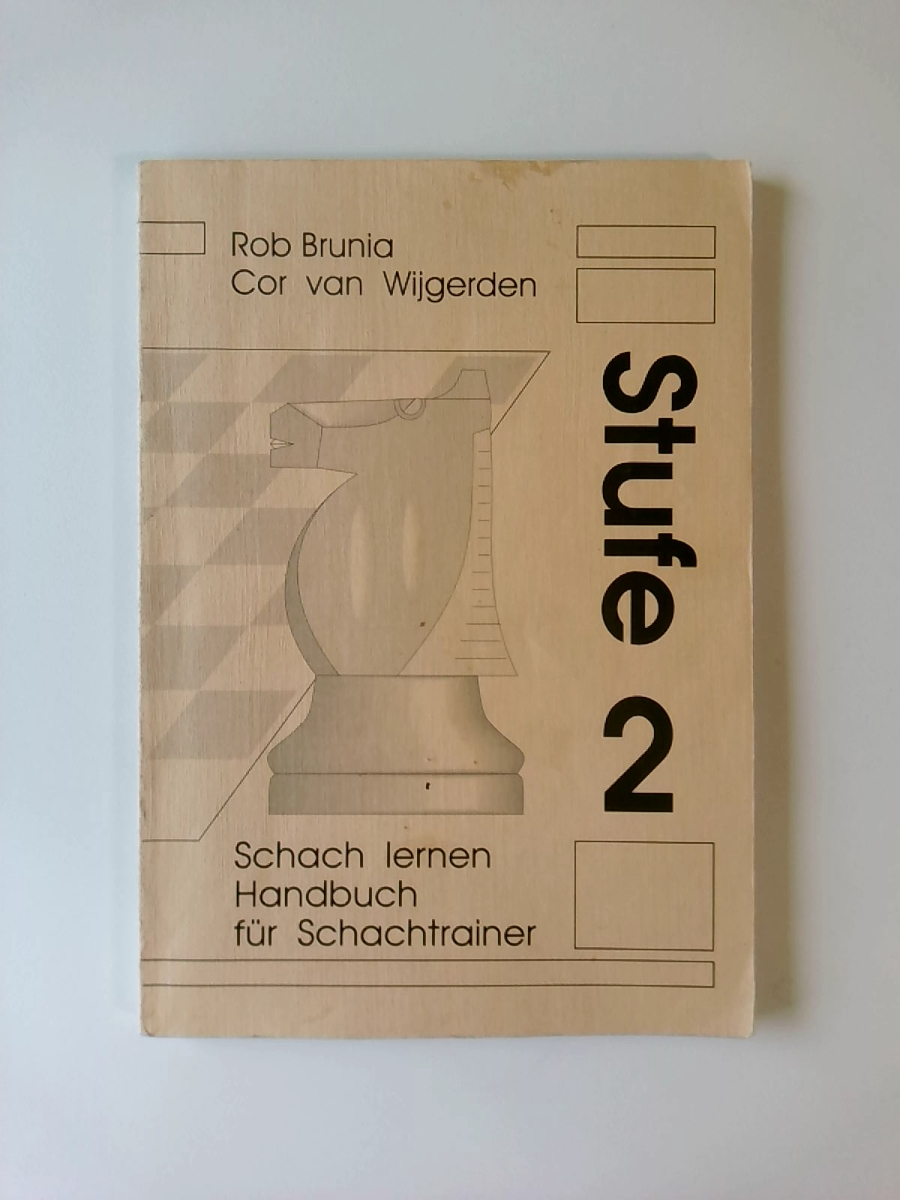 Rob Brunia
Cor van Wijgerden
Stufe 2
Schach lernen
Handbuch
für Schachtrainer